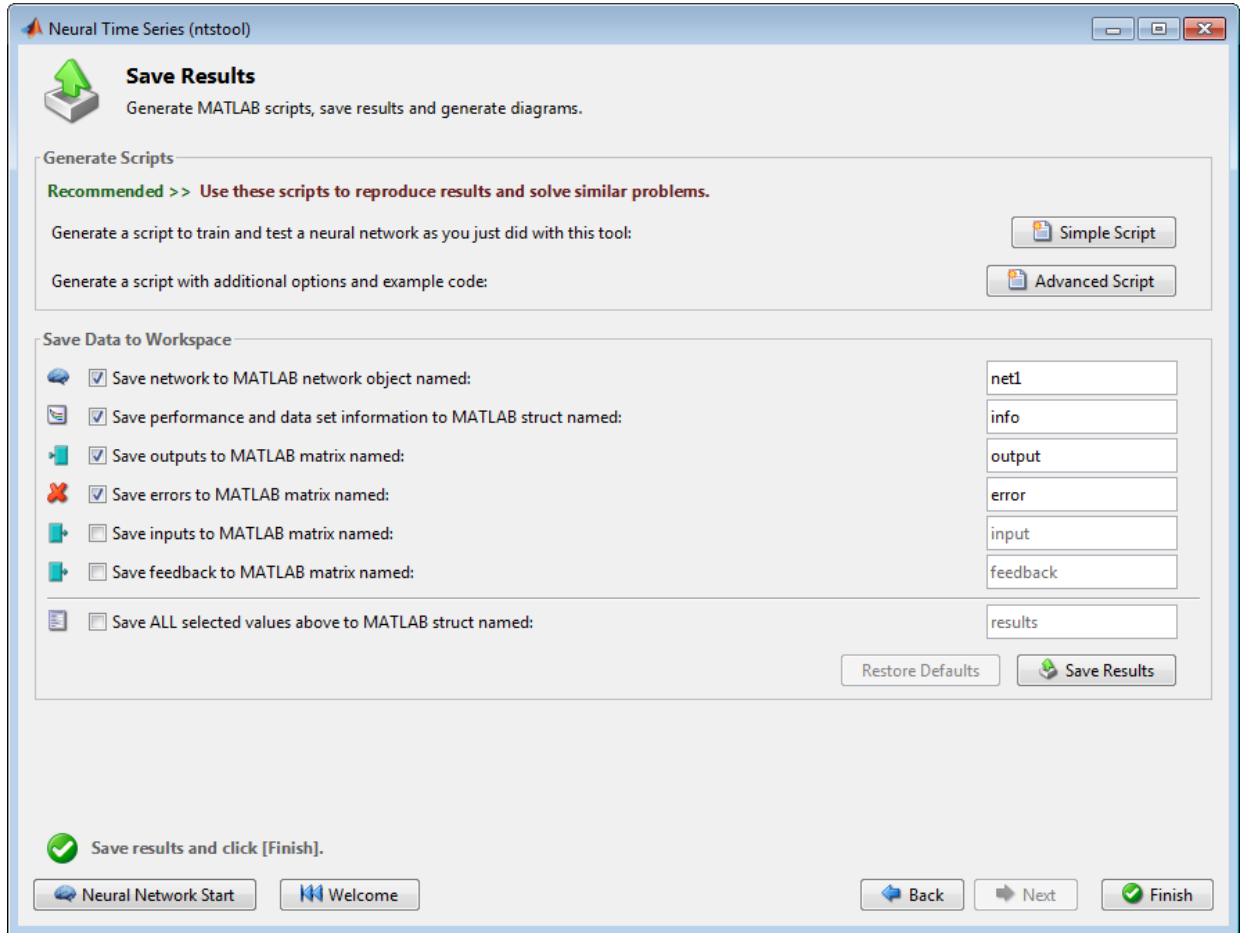 Neural Time Series (ntstool)
Save Results
Generate MATLAB scripts, save results and generate diagrams.
Generate Scripts
Recommended >> Use these scripts to reproduce results and solve similar problems.
Generate a script to train and test a neural network as you just did with this tool: Simple Script
Generate a script with additional options and example code: Advanced Script
Save Data to Workspace
Save network to MATLAB network object named: net1
Save performance and data set information to MATLAB struct named: info
Save outputs to MATLAB matrix named: output
Save errors to MATLAB matrix named: error
Save inputs to MATLAB matrix named: input
Save feedback to MATLAB matrix named: feedback
Save ALL selected values above to MATLAB struct named: results
Restore Defaults Save Results
Save results and click [Finish].
Neural Network Start Welcome Back Next Finish